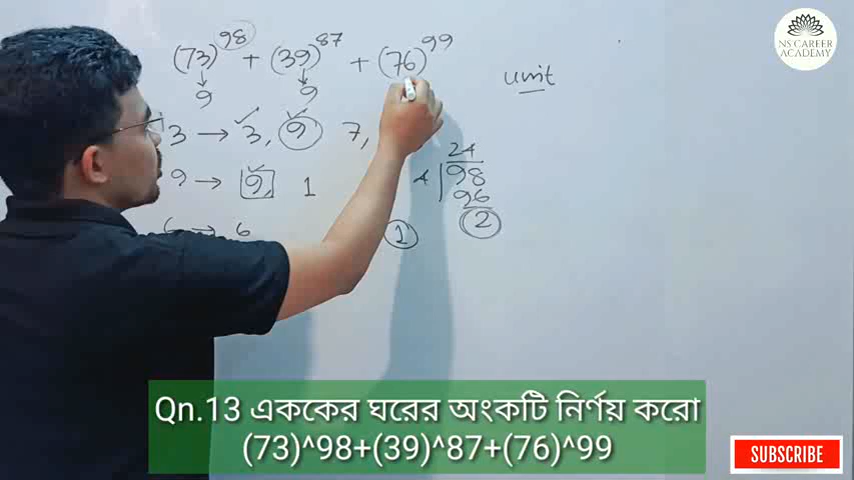 NS CAREER
ACADEMY
(73)^98 + (39)^87 + (76)^99
unit
9 9
3 → 3, 9 7,
9 → 9, 1
6 → 6
1
24
4 | 98
96
2
Qn.13 এককের ঘরের অংকটি নির্ণয় করো
(73)^98+(39)^87+(76)^99
SUBSCRIBE